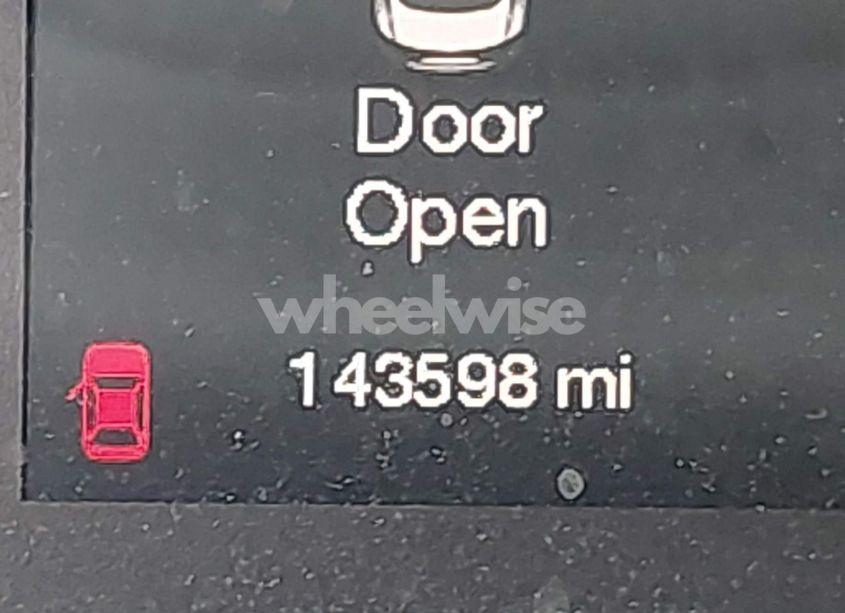 Door
Open
wheelwise
143598 mi